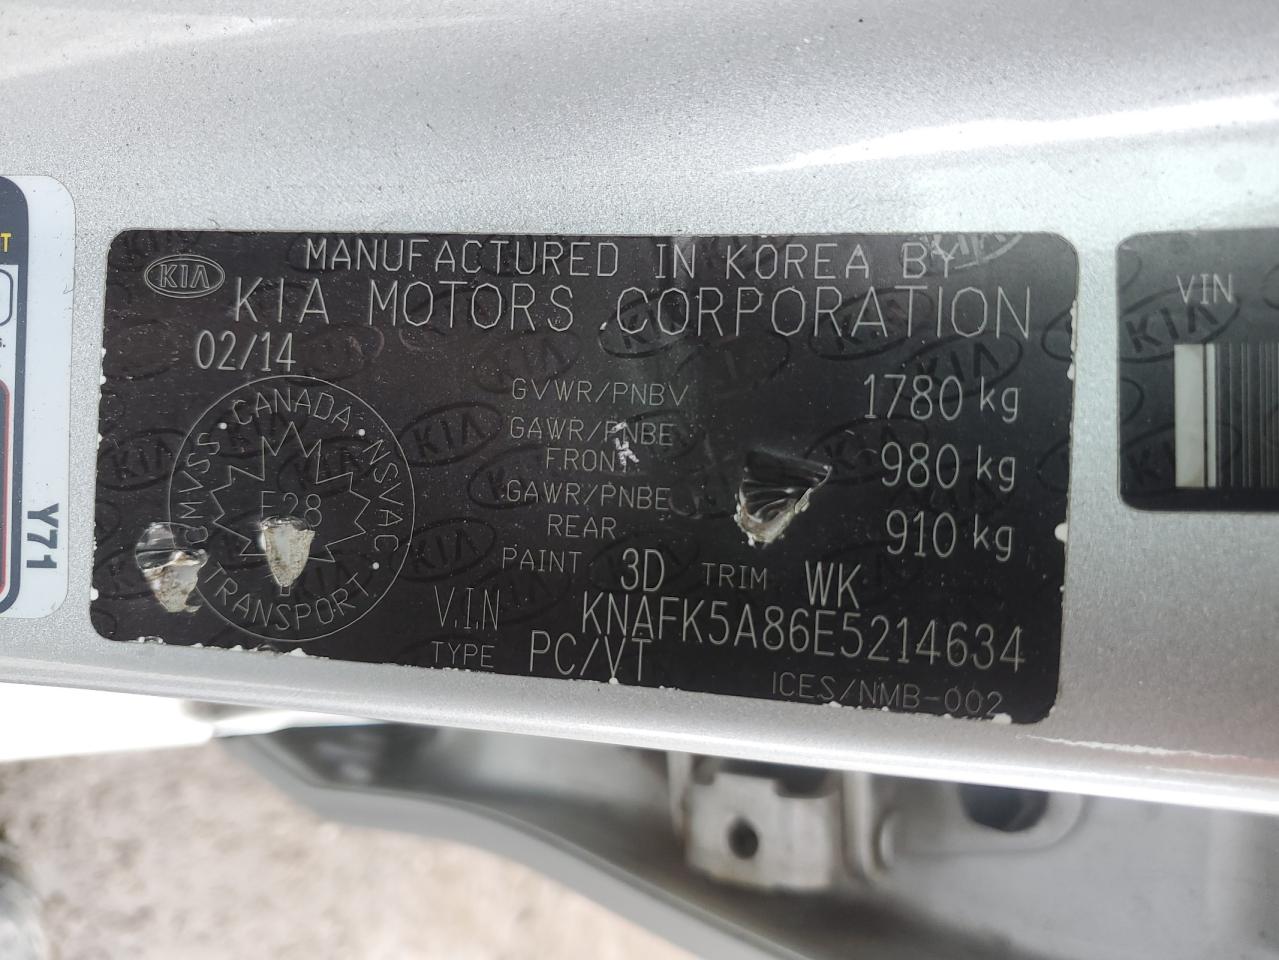 MANUFACTURED IN KOREA BY
KIA
KIA MOTORS CORPORATION
02/14
GVWR/PNBV 1780 kg
GAWR/PNBE
FRONT 980 kg
GAWR/PNBE
REAR 910 kg
CANADA
CMVSS NSVAC
TRANSPORT
PAINT 3D TRIM WK
V.I.N KNAFK5A86E5214634
TYPE PC/VT
ICES/NMB-002
VIN
Y71